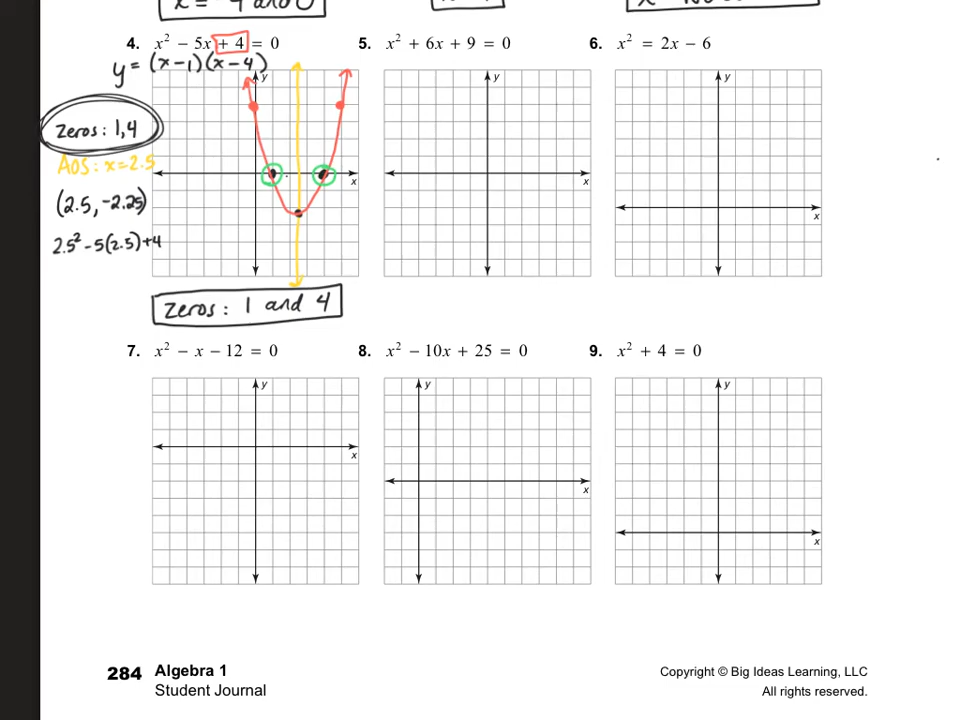 4. x² − 5x + 4 = 0
5. x² + 6x + 9 = 0
6. x² = 2x − 6
y = (x−1)(x−4)
y
y
y
Zeros: 1,4
AOS: x=2.5
x
x
(2.5, −2.25)
x
2.5² − 5(2.5)+4
Zeros: 1 and 4
7. x² − x − 12 = 0
8. x² − 10x + 25 = 0
9. x² + 4 = 0
y
y
y
x
x
x
284 Algebra 1
Student Journal
Copyright © Big Ideas Learning, LLC
All rights reserved.